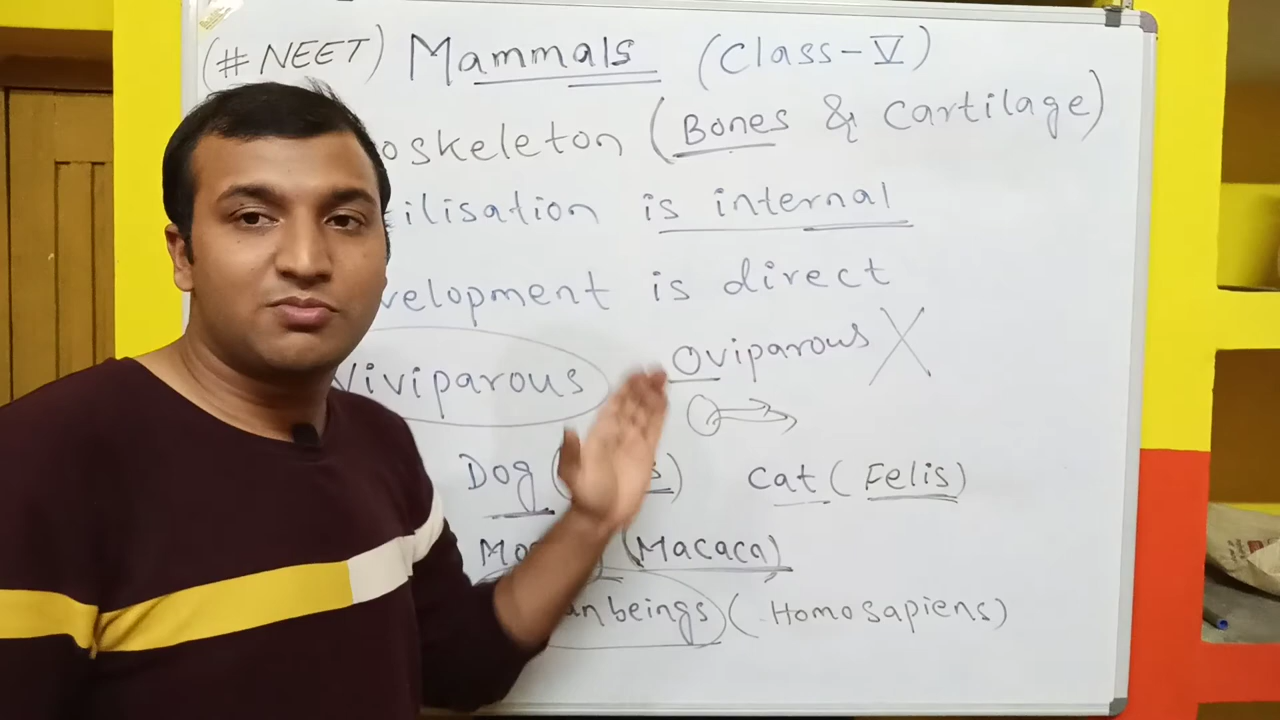 (#NEET) Mammals (Class-V)
oskeleton (Bones & Cartilage)
ilisation is internal
velopment is direct
Viviparous Oviparous X
Dog ( s) Cat (Felis)
(Macaca)
an beings (Homo sapiens)